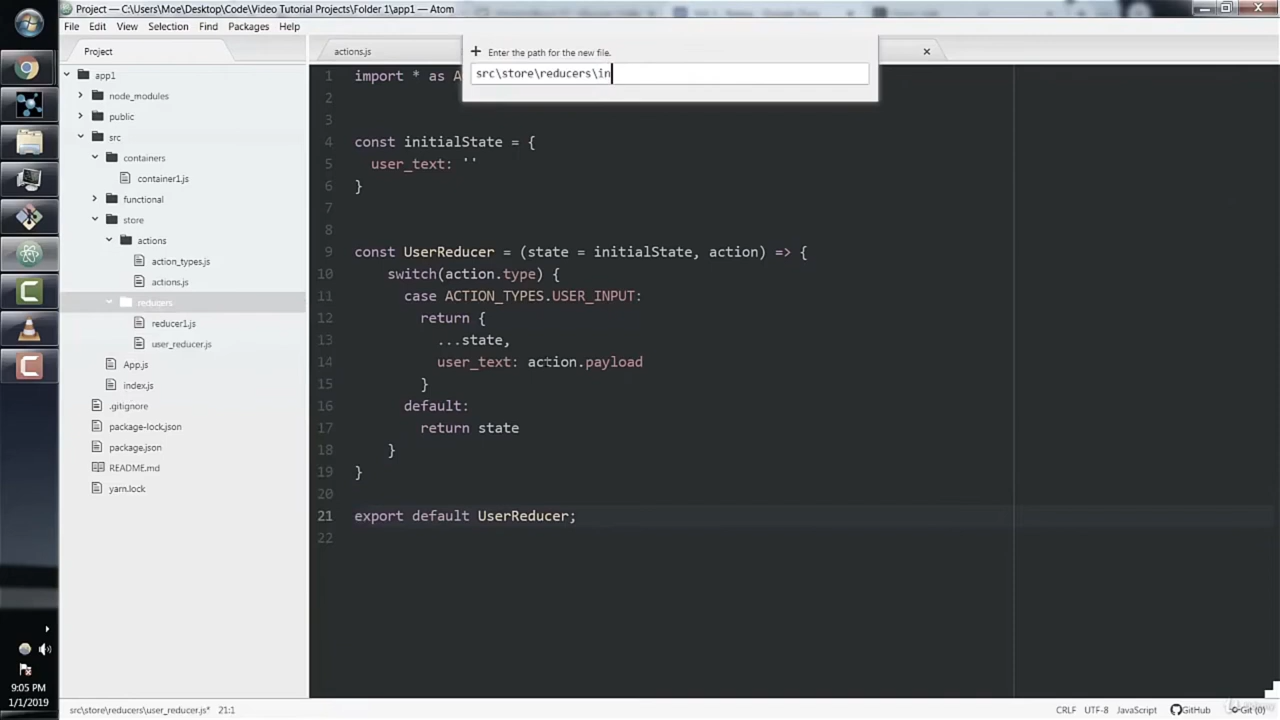 Project — C:\Users\Moe\Desktop\Code\Video Tutorial Projects\Folder 1\app1 — Atom
File Edit View Selection Find Packages Help
Project
actions.js
Enter the path for the new file.
src\store\reducers\in
app1
node_modules
public
src
containers
container1.js
functional
store
actions
action_types.js
actions.js
reducers
reducer1.js
user_reducer.js
App.js
index.js
.gitignore
package-lock.json
package.json
README.md
yarn.lock
1 import * as A
2
3
4 const initialState = {
5 user_text: ''
6 }
7
8
9 const UserReducer = (state = initialState, action) => {
10 switch(action.type) {
11 case ACTION_TYPES.USER_INPUT:
12 return {
13 ...state,
14 user_text: action.payload
15 }
16 default:
17 return state
18 }
19 }
20
21 export default UserReducer;
22
9:05 PM
1/1/2019
src\store\reducers\user_reducer.js* 21:1
CRLF UTF-8 JavaScript GitHub Git (0)